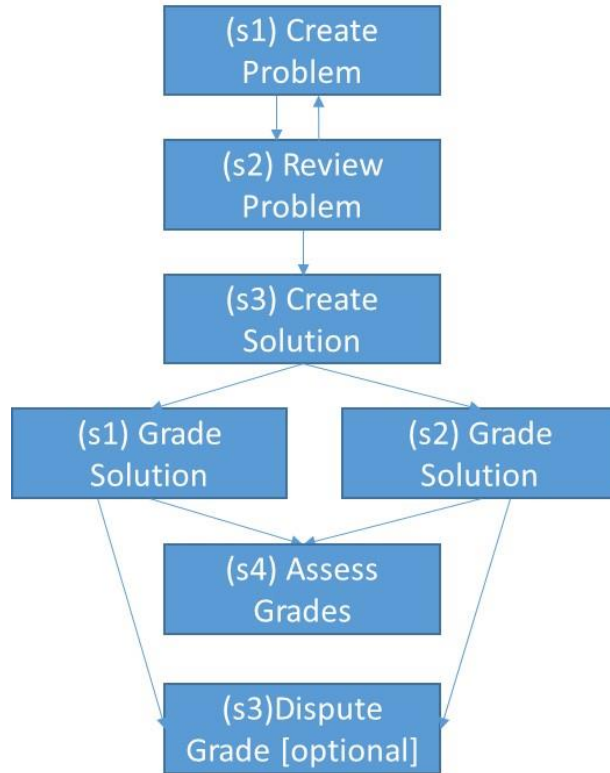 (s1) Create
Problem
(s2) Review
Problem
(s3) Create
Solution
(s1) Grade
Solution
(s2) Grade
Solution
(s4) Assess
Grades
(s3)Dispute
Grade [optional]